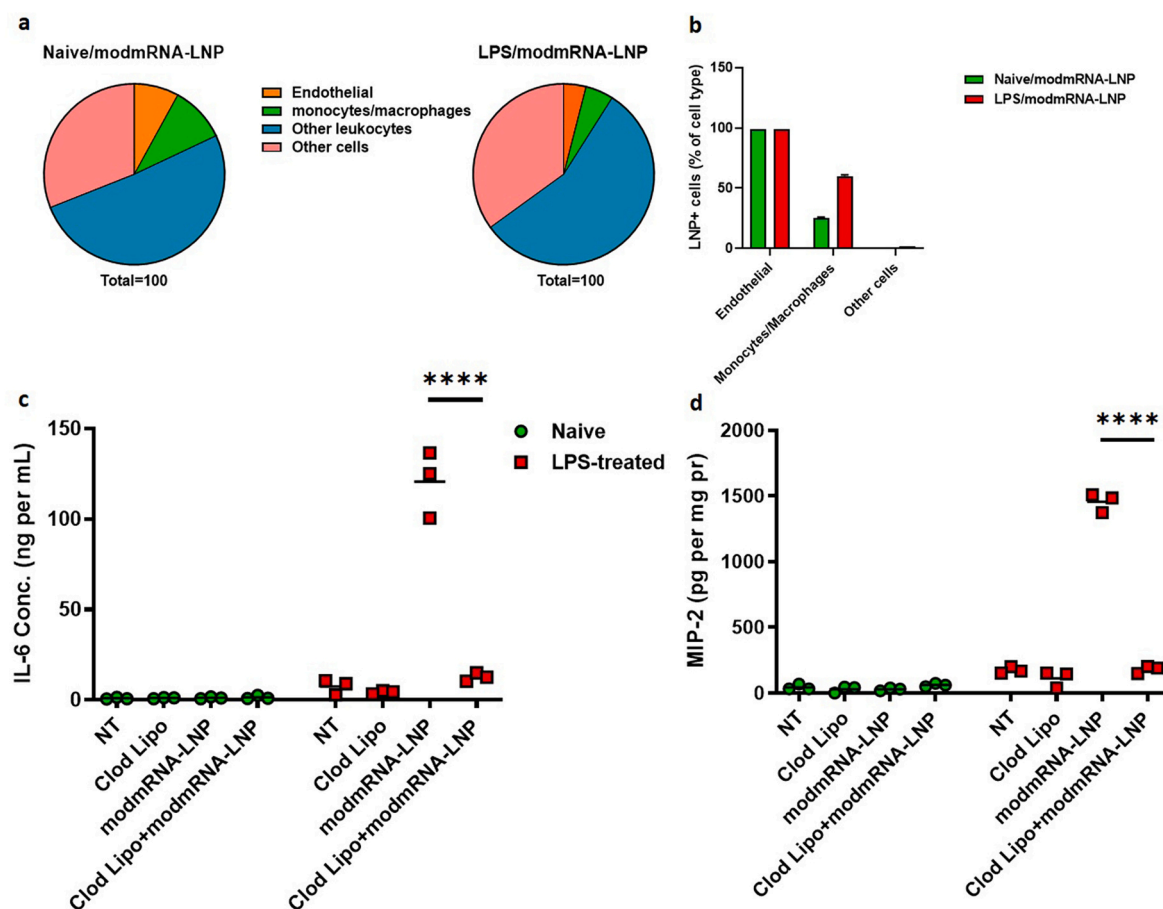 a
Naive/modmRNA-LNP
LPS/modmRNA-LNP
Endothelial
monocytes/macrophages
Other leukocytes
Other cells
Total=100
Total=100
b
LNP+ cells (% of cell type)
150
100
50
0
Endothelial
Monocytes/Macrophages
Other cells
Naive/modmRNA-LNP
LPS/modmRNA-LNP
c
IL-6 Conc. (ng per mL)
150
100
50
0
****
Naive
LPS-treated
NT
Clod Lipo
modmRNA-LNP
Clod Lipo+modmRNA-LNP
NT
Clod Lipo
modmRNA-LNP
Clod Lipo+modmRNA-LNP
d
MIP-2 (pg per mg pr)
2000
1500
1000
500
0
****
NT
Clod Lipo
modmRNA-LNP
Clod Lipo+modmRNA-LNP
NT
Clod Lipo
modmRNA-LNP
Clod Lipo+modmRNA-LNP